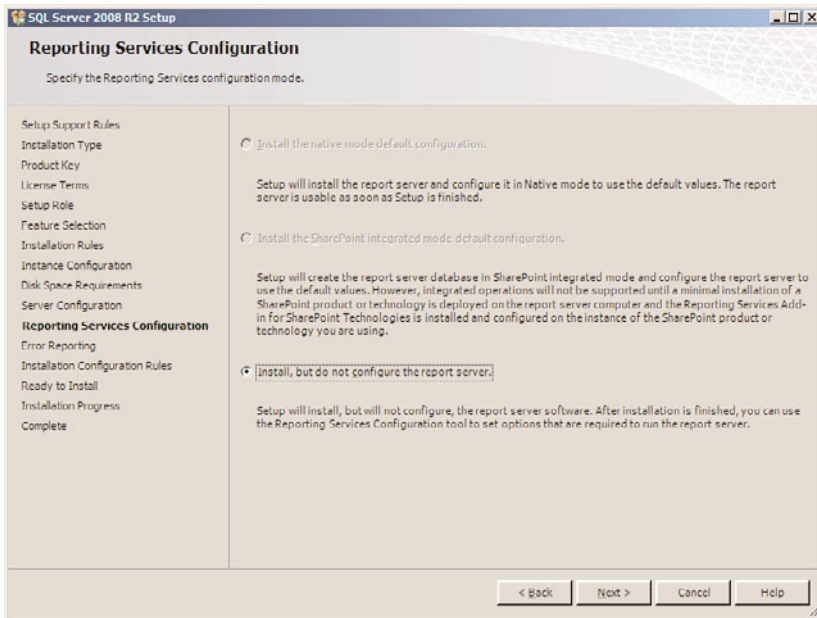 SQL Server 2008 R2 Setup
Reporting Services Configuration
Specify the Reporting Services configuration mode.
Setup Support Rules
Installation Type
Product Key
License Terms
Setup Role
Feature Selection
Installation Rules
Instance Configuration
Disk Space Requirements
Server Configuration
Reporting Services Configuration
Error Reporting
Installation Configuration Rules
Ready to Install
Installation Progress
Complete
Install the native mode default configuration.
Setup will install the report server and configure it in Native mode to use the default values. The report
server is usable as soon as Setup is finished.
Install the SharePoint integrated mode default configuration.
Setup will create the report server database in SharePoint integrated mode and configure the report server to
use the default values. However, integrated operations will not be supported until a minimal installation of a
SharePoint product or technology is deployed on the report server computer and the Reporting Services Add-
in for SharePoint Technologies is installed and configured on the instance of the SharePoint product or
technology you are using.
Install, but do not configure the report server.
Setup will install, but will not configure, the report server software. After installation is finished, you can use
the Reporting Services Configuration tool to set options that are required to run the report server.
< Back
Next >
Cancel
Help